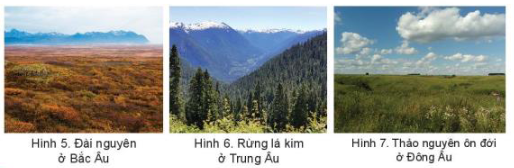 Hình 5. Đài nguyên
ở Bắc Âu
Hình 6. Rừng lá kim
ở Trung Âu
Hình 7. Thảo nguyên ôn đới
ở Đông Âu